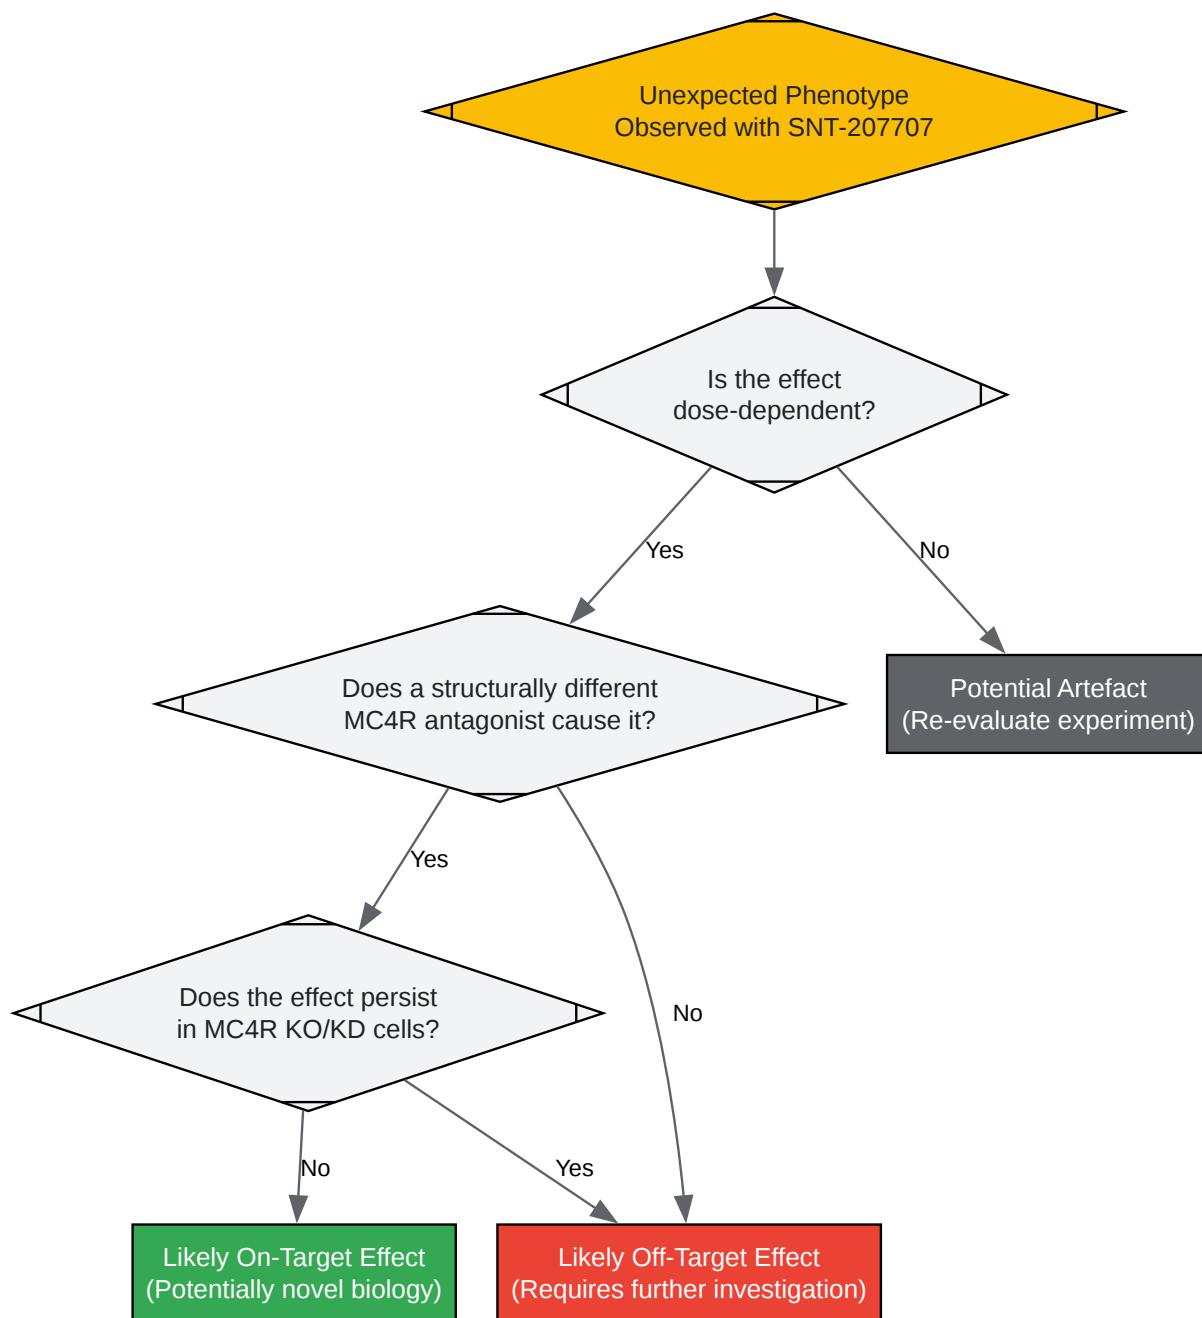 Unexpected Phenotype
Observed with SNT-207707
Is the effect
dose-dependent?
Yes
No
Does a structurally different
MC4R antagonist cause it?
Potential Artefact
(Re-evaluate experiment)
Yes
No
Does the effect persist
in MC4R KO/KD cells?
No
Yes
Likely On-Target Effect
(Potentially novel biology)
Likely Off-Target Effect
(Requires further investigation)